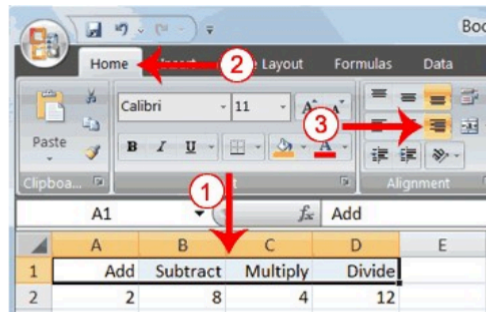 Boo
Home Layout Formulas Data
2
Calibri 11 A A
3
Paste B I U A
Clipboa... Alignment
1
A1 fx Add
A B C D E
1 Add Subtract Multiply Divide
2 2 8 4 12